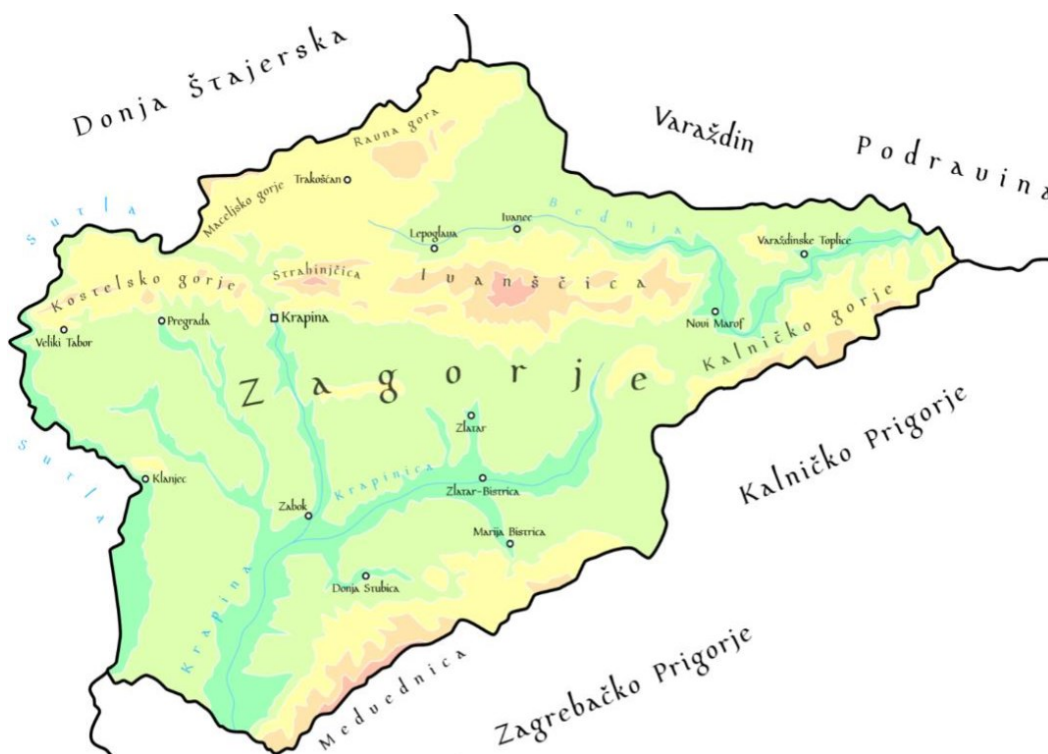 Donja Štajerska
Varaždin
Podravina
Ravna gora
Trakošćan
Maceljsko gorje
Sutla
Bednja
Ivanec
Lepoglava
Varaždinske Toplice
Strahinjčica
Ivanščica
Kostelsko gorje
Krapina
Pregrada
Veliki Tabor
Novi Marof
Kalničko gorje
Zagorje
Zlatar
Kalničko Prigorje
Sutla
Klanjec
Krapinica
Zlatar-Bistrica
Zabok
Marija Bistrica
Donja Stubica
Krapina
Medvednica
Zagrebačko Prigorje